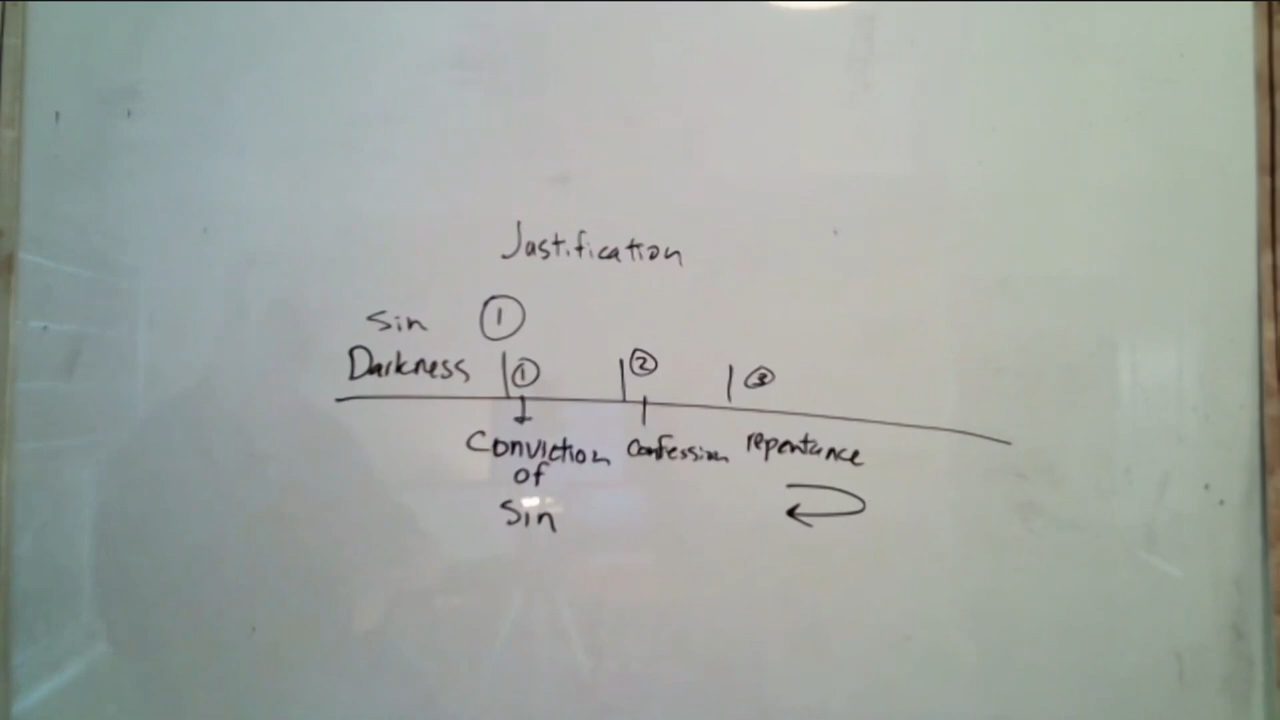 Justification
Sin ①
Darkness ① ② ③
Conviction Confession repentance
of
Sin